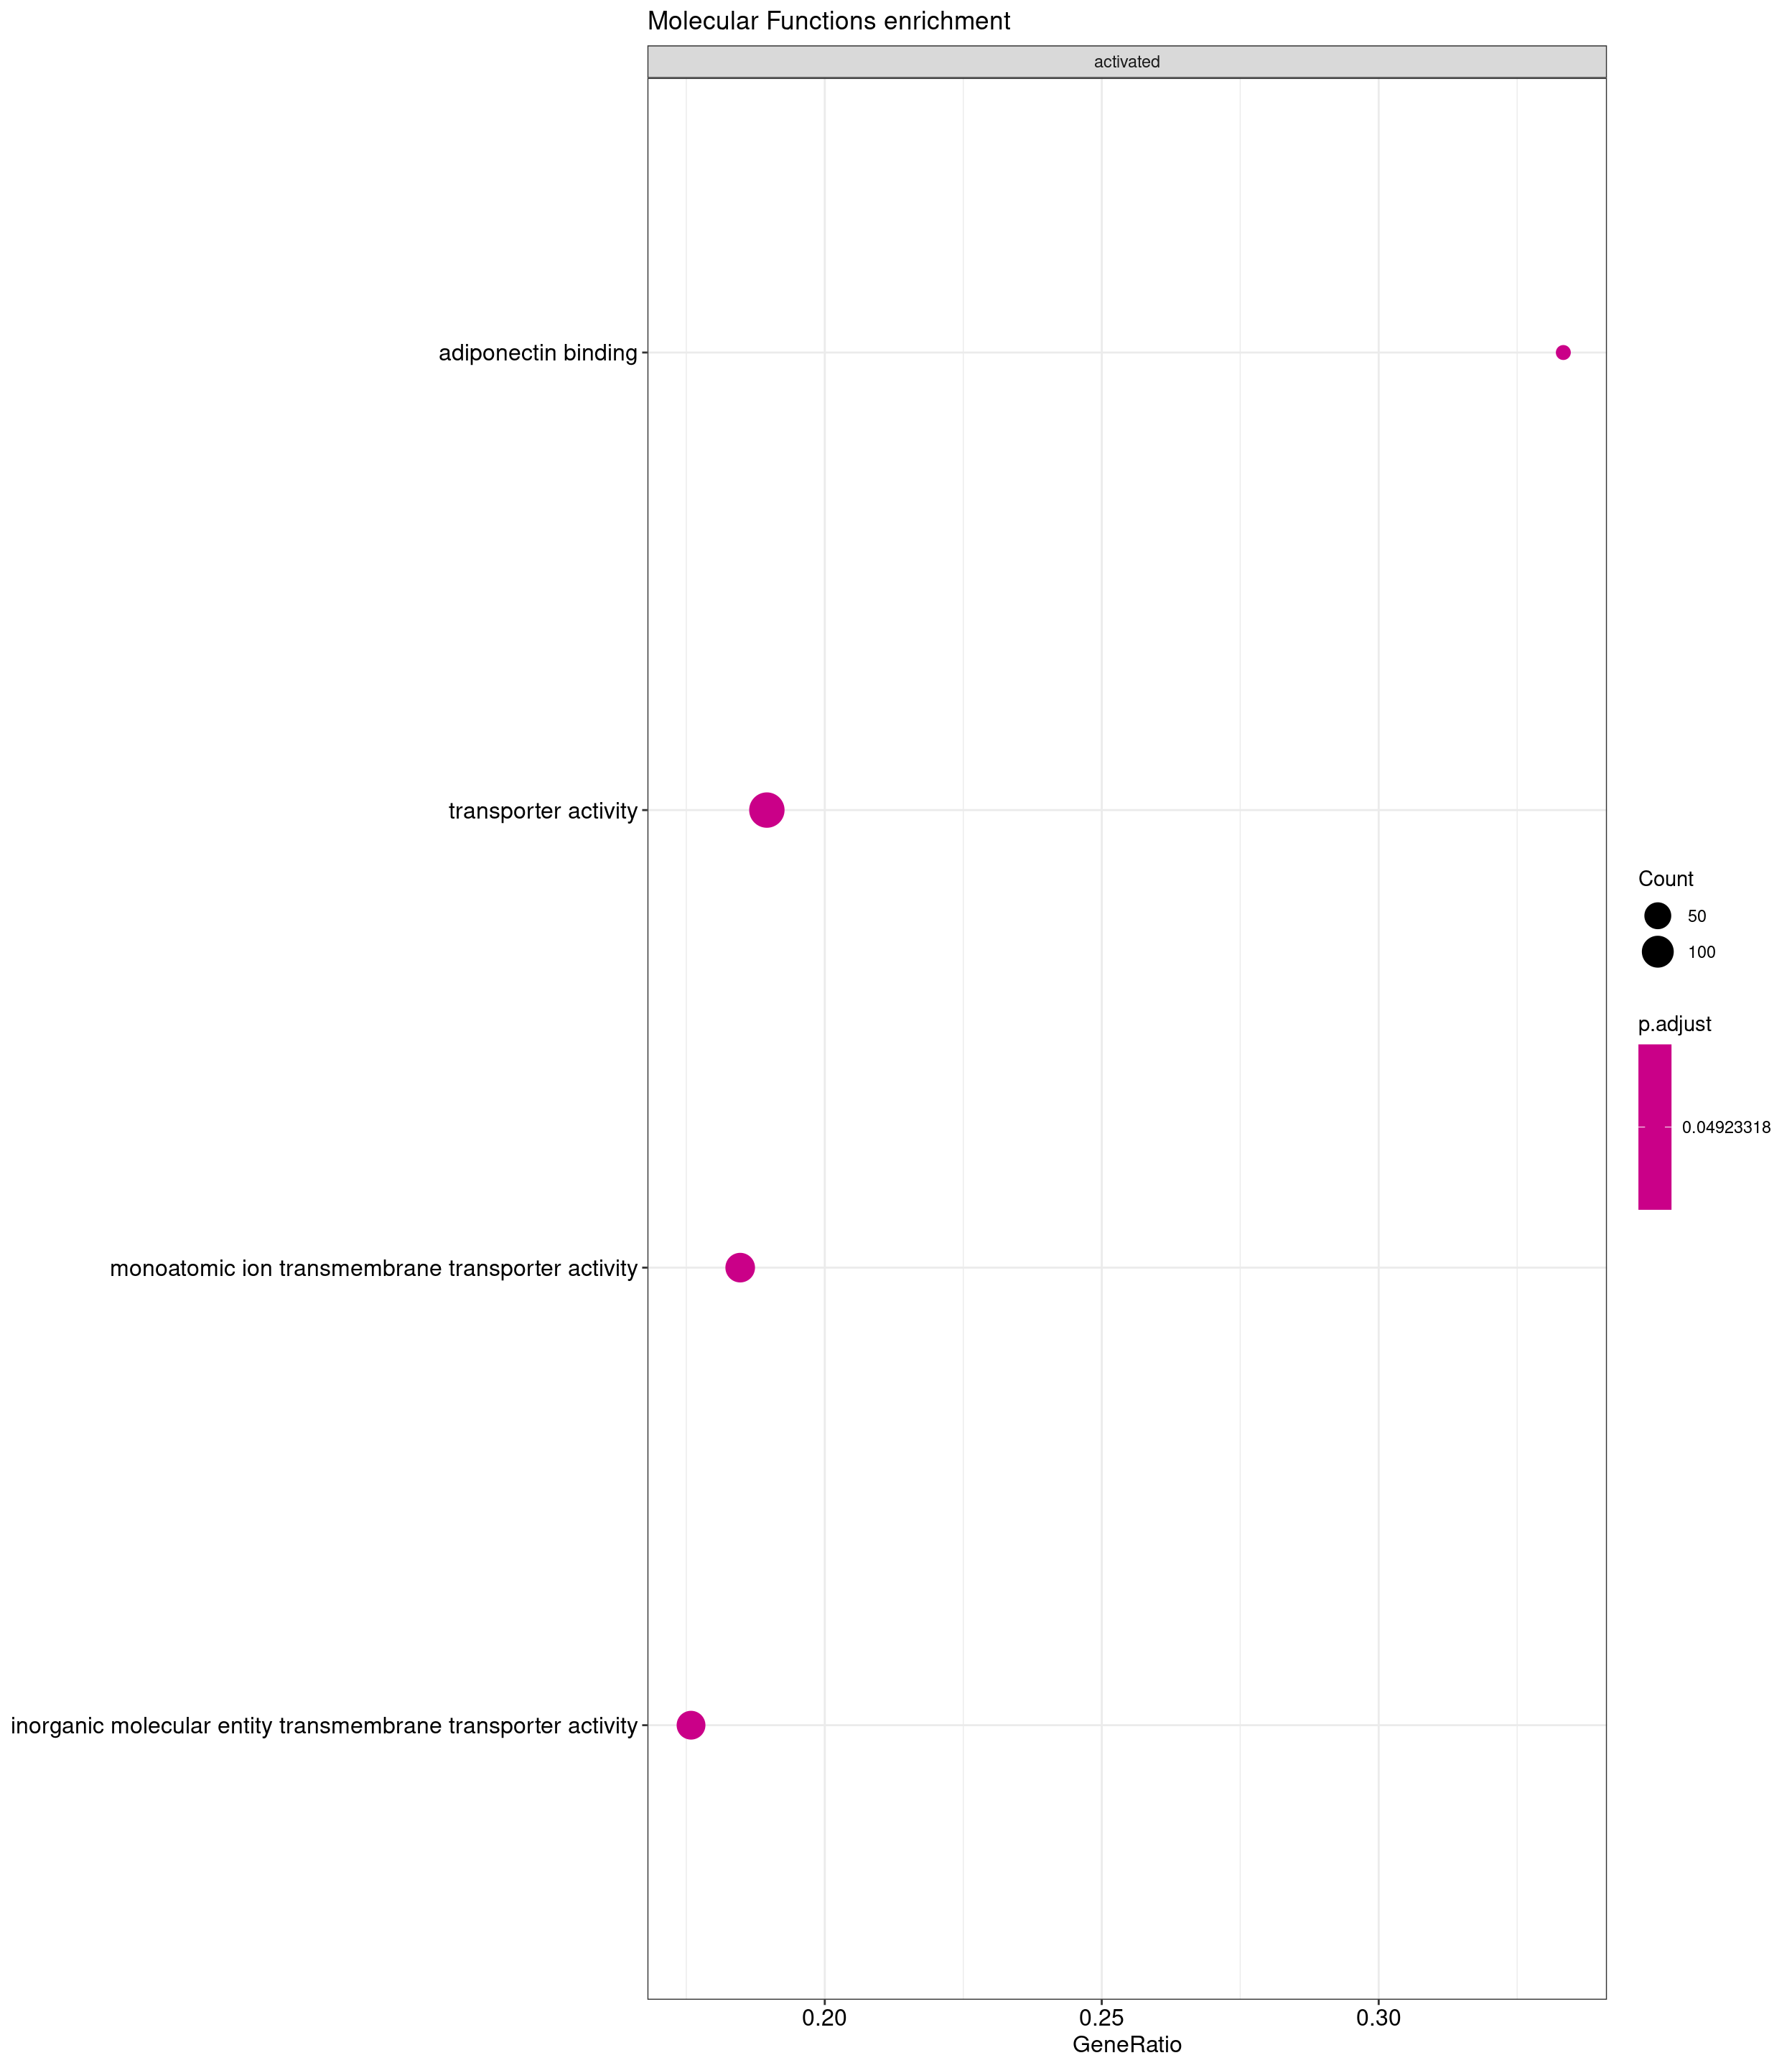 Molecular Functions enrichment
activated
adiponectin binding
transporter activity
monoatomic ion transmembrane transporter activity
inorganic molecular entity transmembrane transporter activity
0.20
0.25
0.30
GeneRatio
Count
50
100
p.adjust
0.04923318